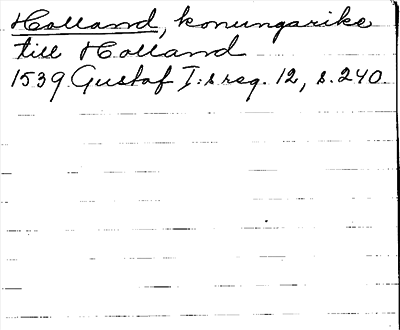 Holland, konungarike
till Holland
1539 Gustaf I:s reg. 12, s. 240.